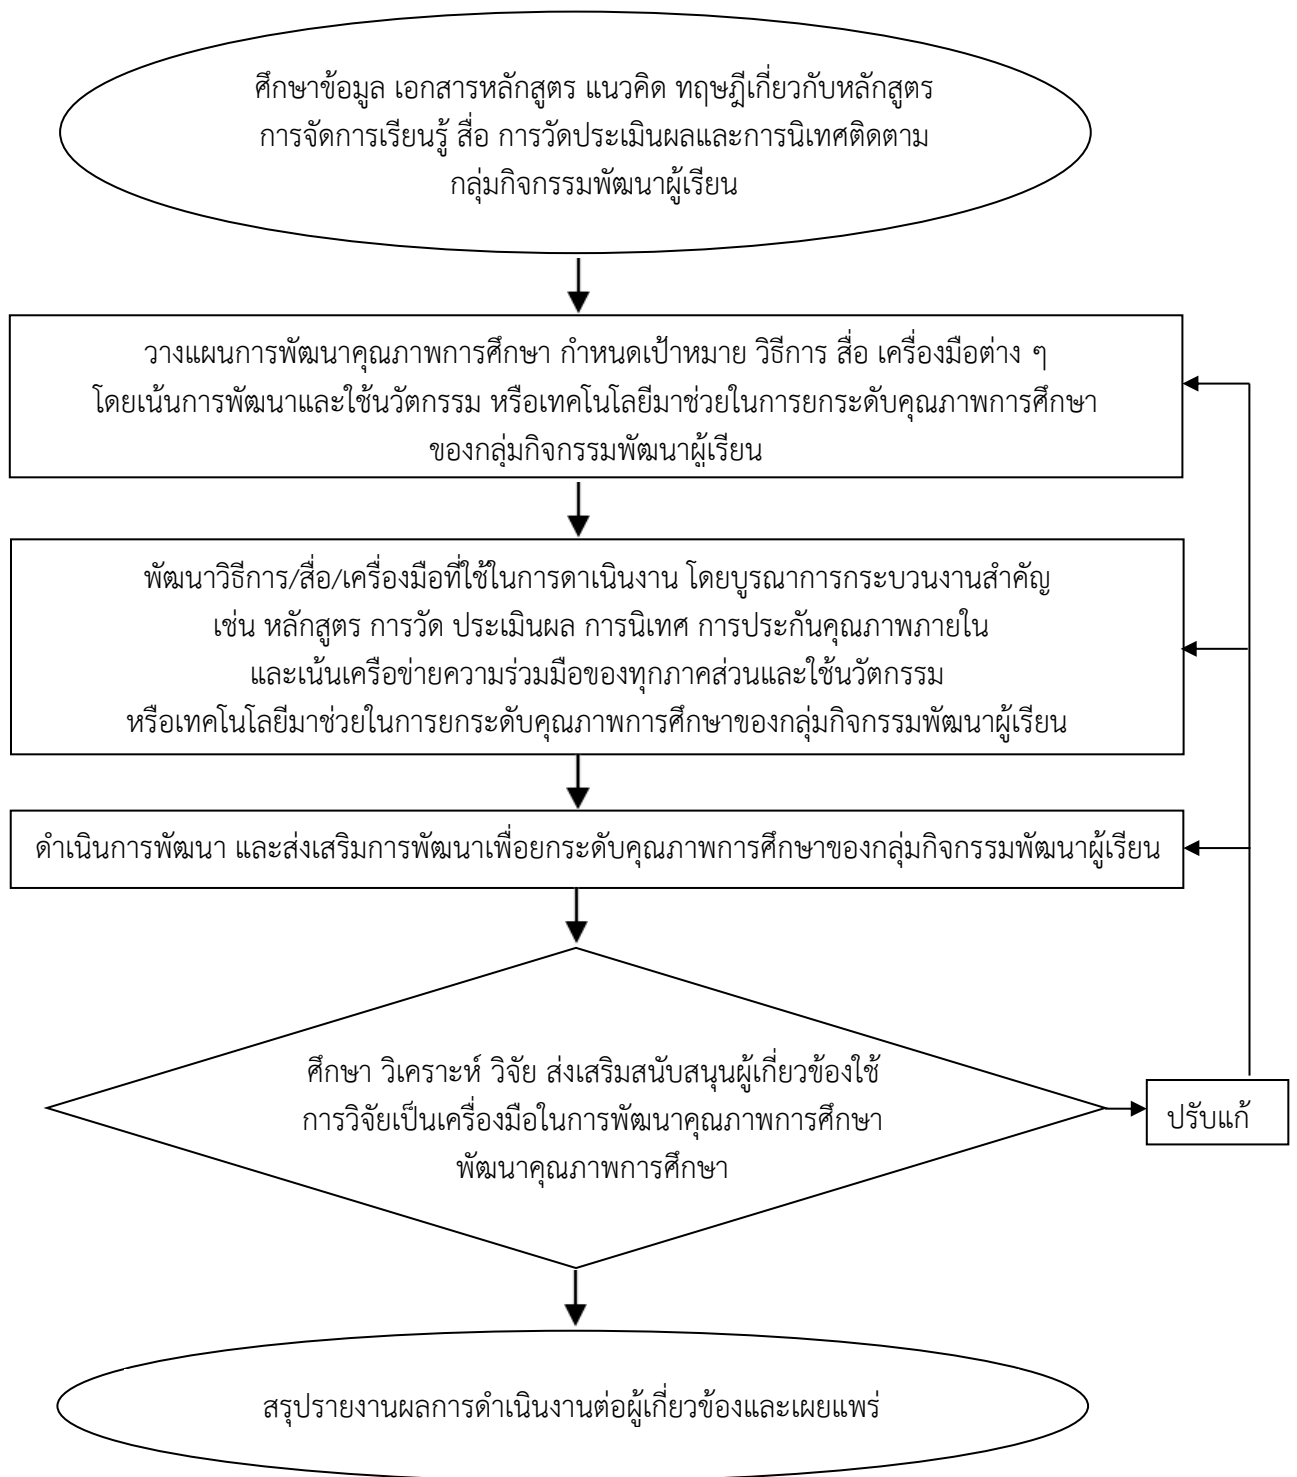 ศึกษาข้อมูล เอกสารหลักสูตร แนวคิด ทฤษฎีเกี่ยวกับหลักสูตร
การจัดการเรียนรู้ สื่อ การวัดประเมินผลและการนิเทศติดตาม
กลุ่มกิจกรรมพัฒนาผู้เรียน
วางแผนการพัฒนาคุณภาพการศึกษา กำหนดเป้าหมาย วิธีการ สื่อ เครื่องมือต่าง ๆ
โดยเน้นการพัฒนาและใช้นวัตกรรม หรือเทคโนโลยีมาช่วยในการยกระดับคุณภาพการศึกษา
ของกลุ่มกิจกรรมพัฒนาผู้เรียน
พัฒนาวิธีการ/สื่อ/เครื่องมือที่ใช้ในการดาเนินงาน โดยบูรณาการกระบวนงานสำคัญ
เช่น หลักสูตร การวัด ประเมินผล การนิเทศ การประกันคุณภาพภายใน
และเน้นเครือข่ายความร่วมมือของทุกภาคส่วนและใช้นวัตกรรม
หรือเทคโนโลยีมาช่วยในการยกระดับคุณภาพการศึกษาของกลุ่มกิจกรรมพัฒนาผู้เรียน
ดำเนินการพัฒนา และส่งเสริมการพัฒนาเพื่อยกระดับคุณภาพการศึกษาของกลุ่มกิจกรรมพัฒนาผู้เรียน
ศึกษา วิเคราะห์ วิจัย ส่งเสริมสนับสนุนผู้เกี่ยวข้องใช้
การวิจัยเป็นเครื่องมือในการพัฒนาคุณภาพการศึกษา
พัฒนาคุณภาพการศึกษา
ปรับแก้
สรุปรายงานผลการดำเนินงานต่อผู้เกี่ยวข้องและเผยแพร่